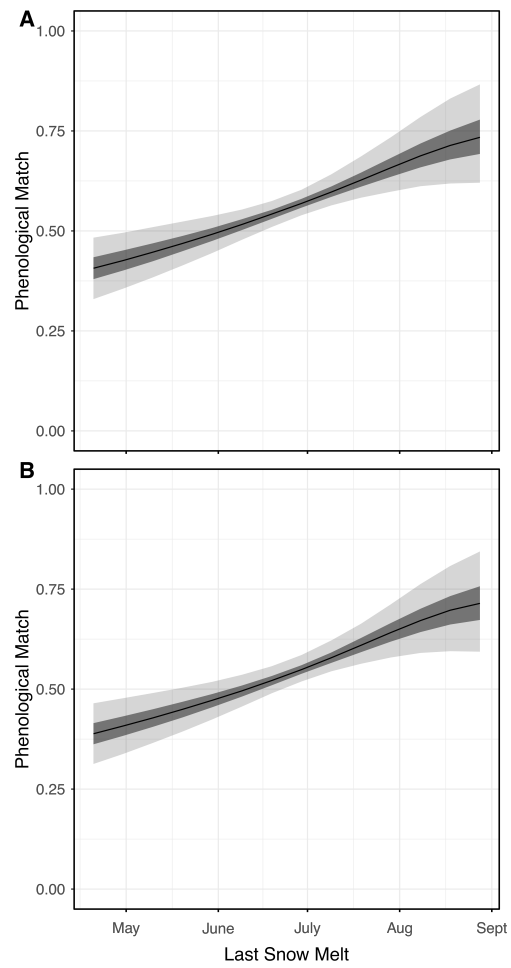 A
1.00
0.75
0.50
0.25
0.00
Phenological Match
B
1.00
0.75
0.50
0.25
0.00
Phenological Match
May June July Aug Sept
Last Snow Melt